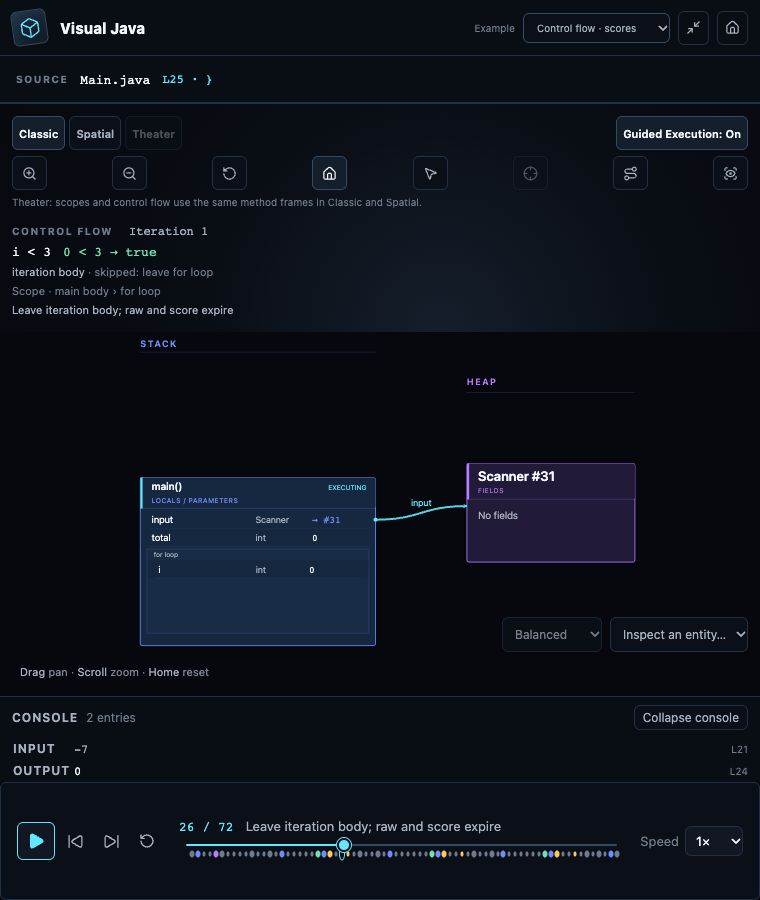 Visual Java
Example
Control flow · scores
SOURCE Main.java L25 · }
Classic
Spatial
Theater
Guided Execution: On
Theater: scopes and control flow use the same method frames in Classic and Spatial.
CONTROL FLOW Iteration 1
i < 3 0 < 3 → true
iteration body · skipped: leave for loop
Scope · main body › for loop
Leave iteration body; raw and score expire
STACK
HEAP
main() EXECUTING
LOCALS / PARAMETERS
input Scanner → #31
total int 0
for loop
i int 0
input
Scanner #31
FIELDS
No fields
Balanced
Inspect an entity...
Drag pan · Scroll zoom · Home reset
CONSOLE 2 entries
Collapse console
INPUT −7 L21
OUTPUT 0 L24
26 / 72 Leave iteration body; raw and score expire
Speed 1×